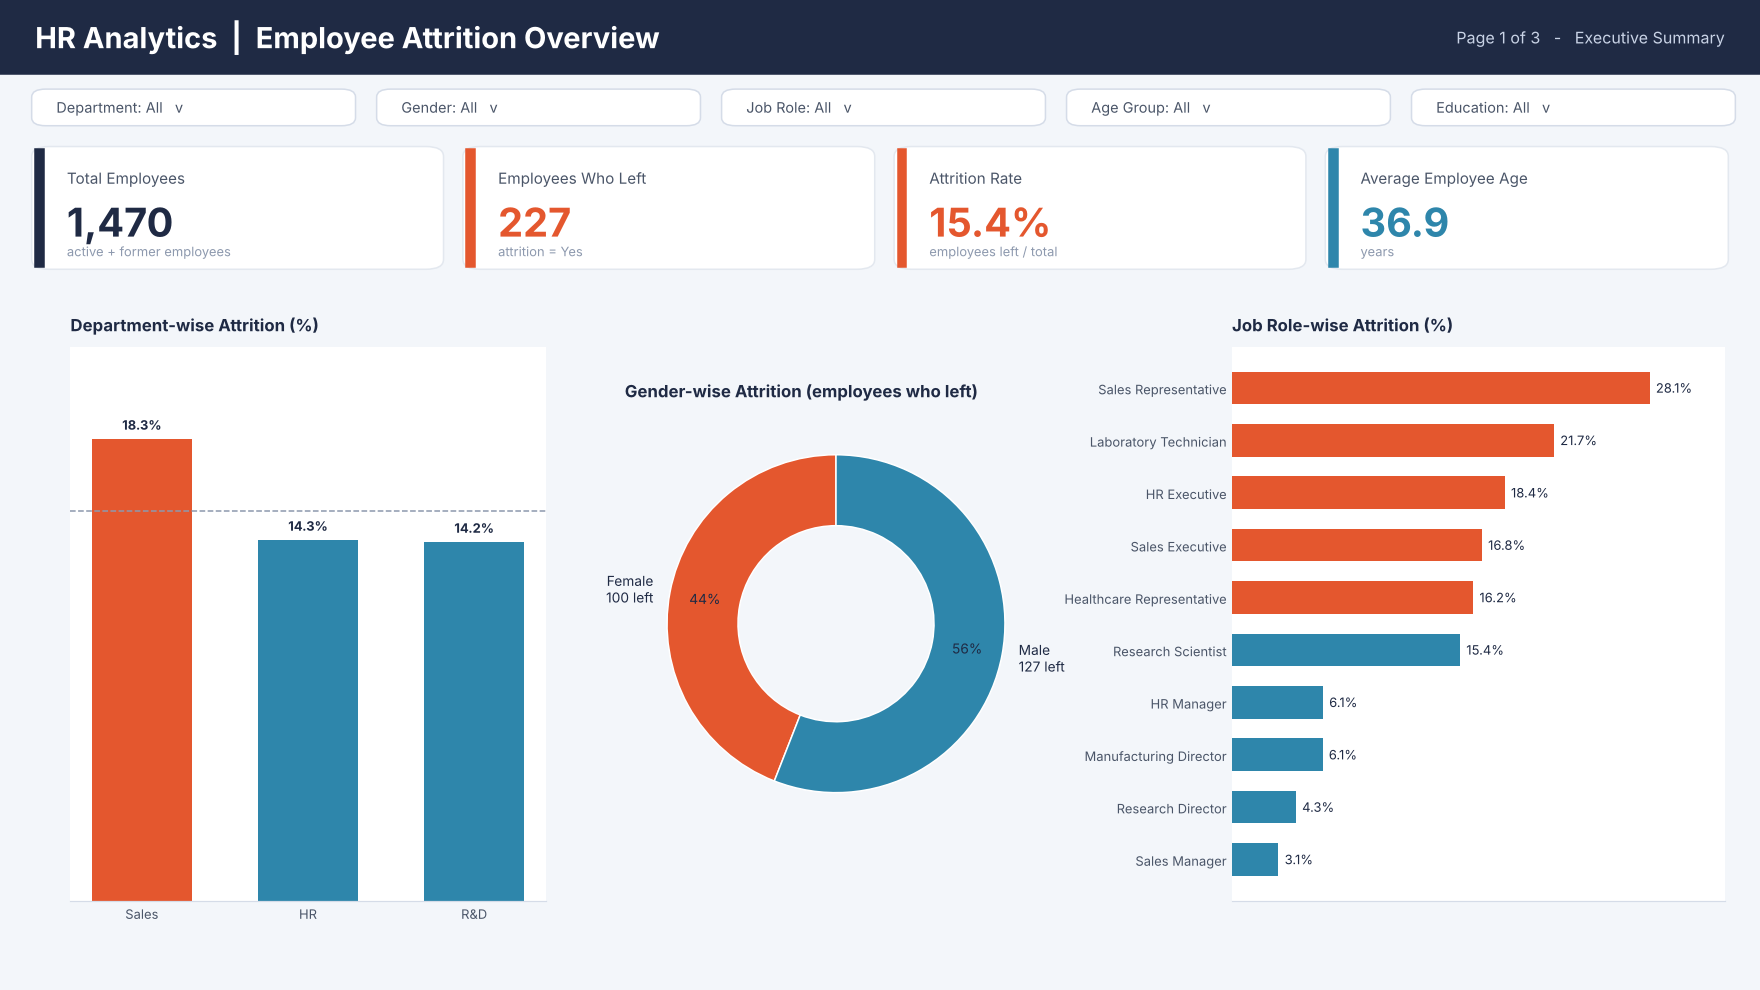 HR Analytics | Employee Attrition Overview
Page 1 of 3 - Executive Summary
Department: All v
Gender: All v
Job Role: All v
Age Group: All v
Education: All v
Total Employees
1,470
active + former employees
Employees Who Left
227
attrition = Yes
Attrition Rate
15.4%
employees left / total
Average Employee Age
36.9
years
Department-wise Attrition (%)
18.3%
14.3%
14.2%
Sales
HR
R&D
Gender-wise Attrition (employees who left)
Female
100 left
44%
56%
Male
127 left
Job Role-wise Attrition (%)
Sales Representative
28.1%
Laboratory Technician
21.7%
HR Executive
18.4%
Sales Executive
16.8%
Healthcare Representative
16.2%
Research Scientist
15.4%
HR Manager
6.1%
Manufacturing Director
6.1%
Research Director
4.3%
Sales Manager
3.1%